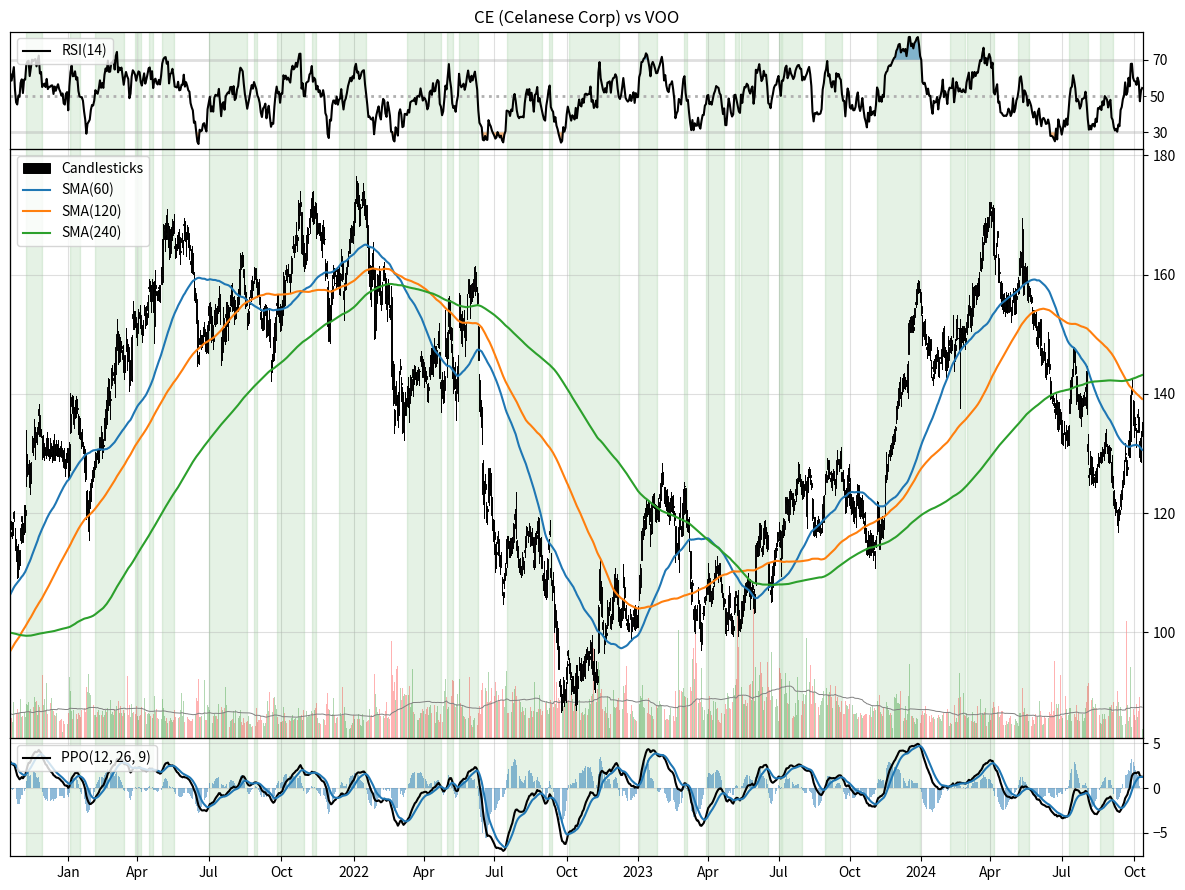 CE (Celanese Corp) vs VOO
RSI(14)
70
50
30
Candlesticks
SMA(60)
SMA(120)
SMA(240)
180
160
140
120
100
PPO(12, 26, 9)
5
0
−5
Jan Apr Jul Oct 2022 Apr Jul Oct 2023 Apr Jul Oct 2024 Apr Jul Oct